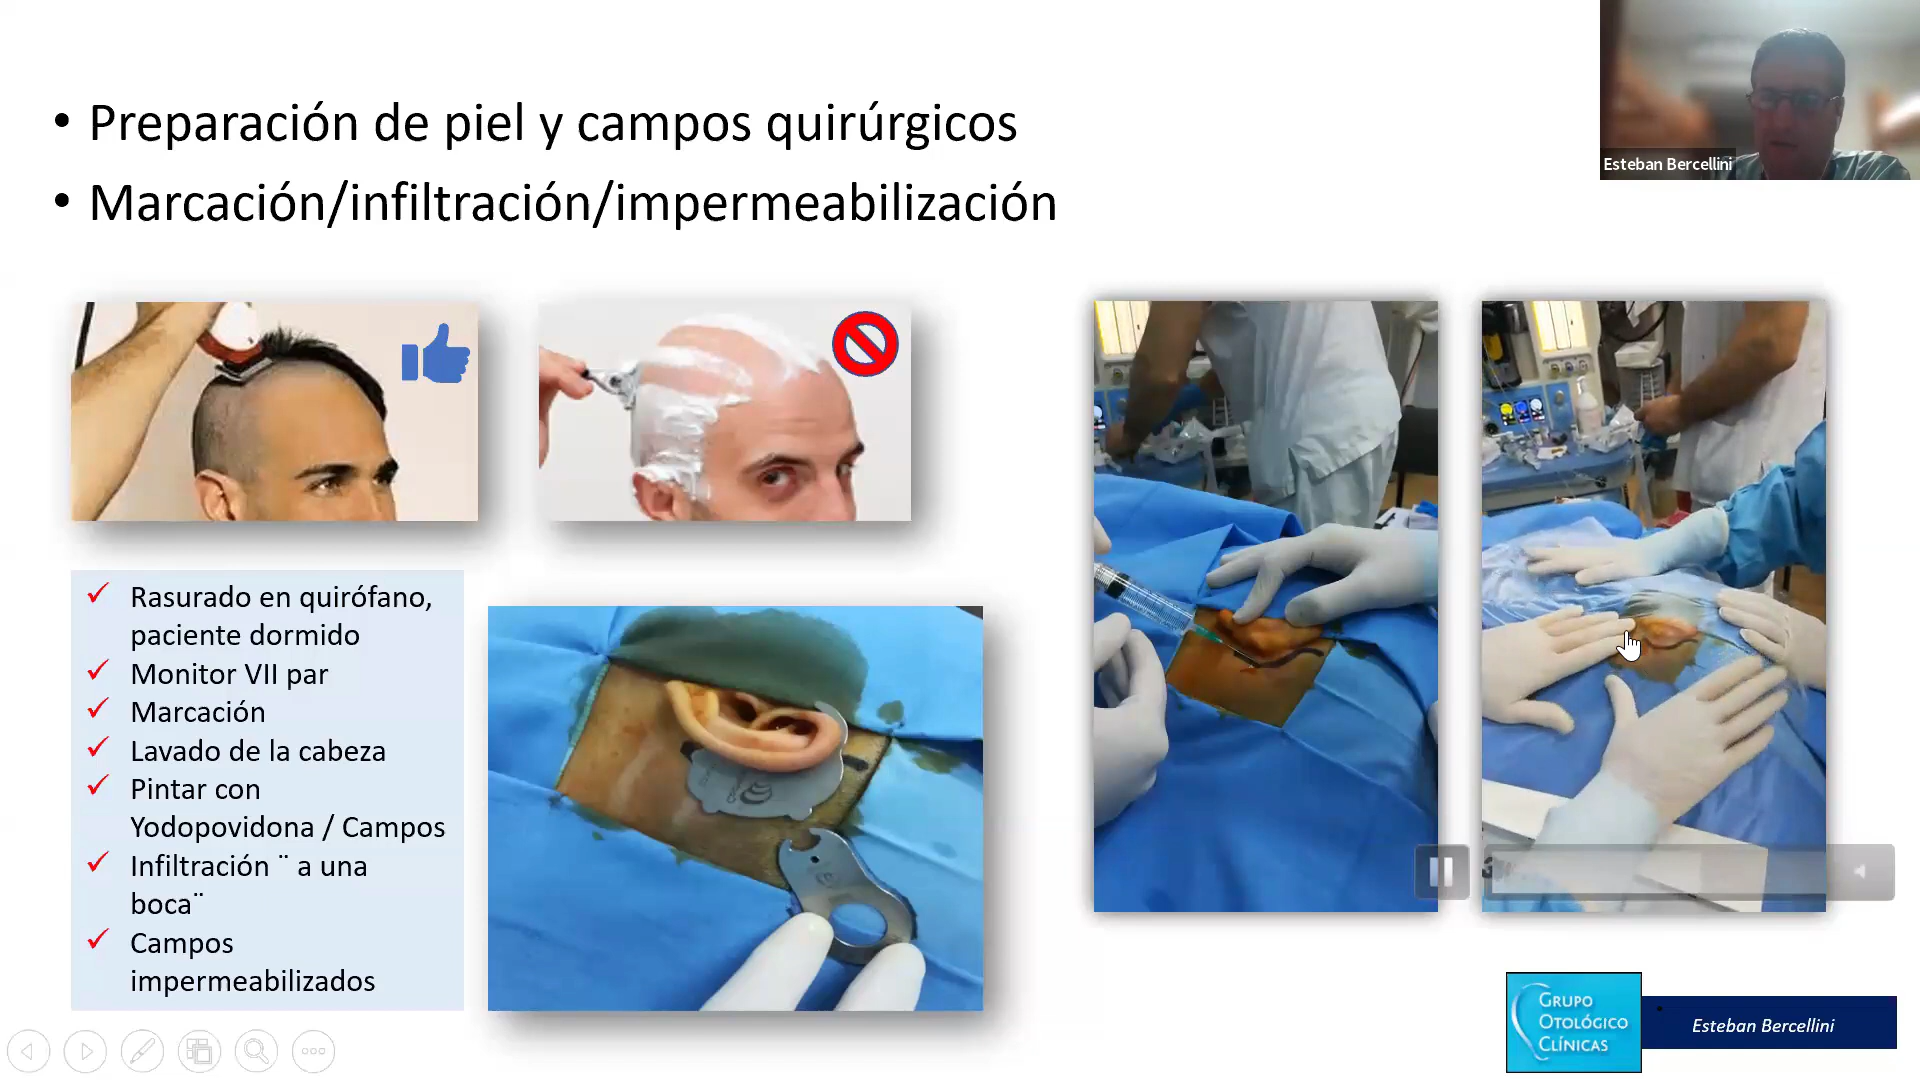 • Preparación de piel y campos quirúrgicos
• Marcación/infiltración/impermeabilización
Esteban Bercellini
Rasurado en quirófano,
paciente dormido
Monitor VII par
Marcación
Lavado de la cabeza
Pintar con
Yodopovidona / Campos
Infiltración ¨ a una
boca¨
Campos
impermeabilizados
GRUPO
OTOLÓGICO
CLÍNICAS
Esteban Bercellini